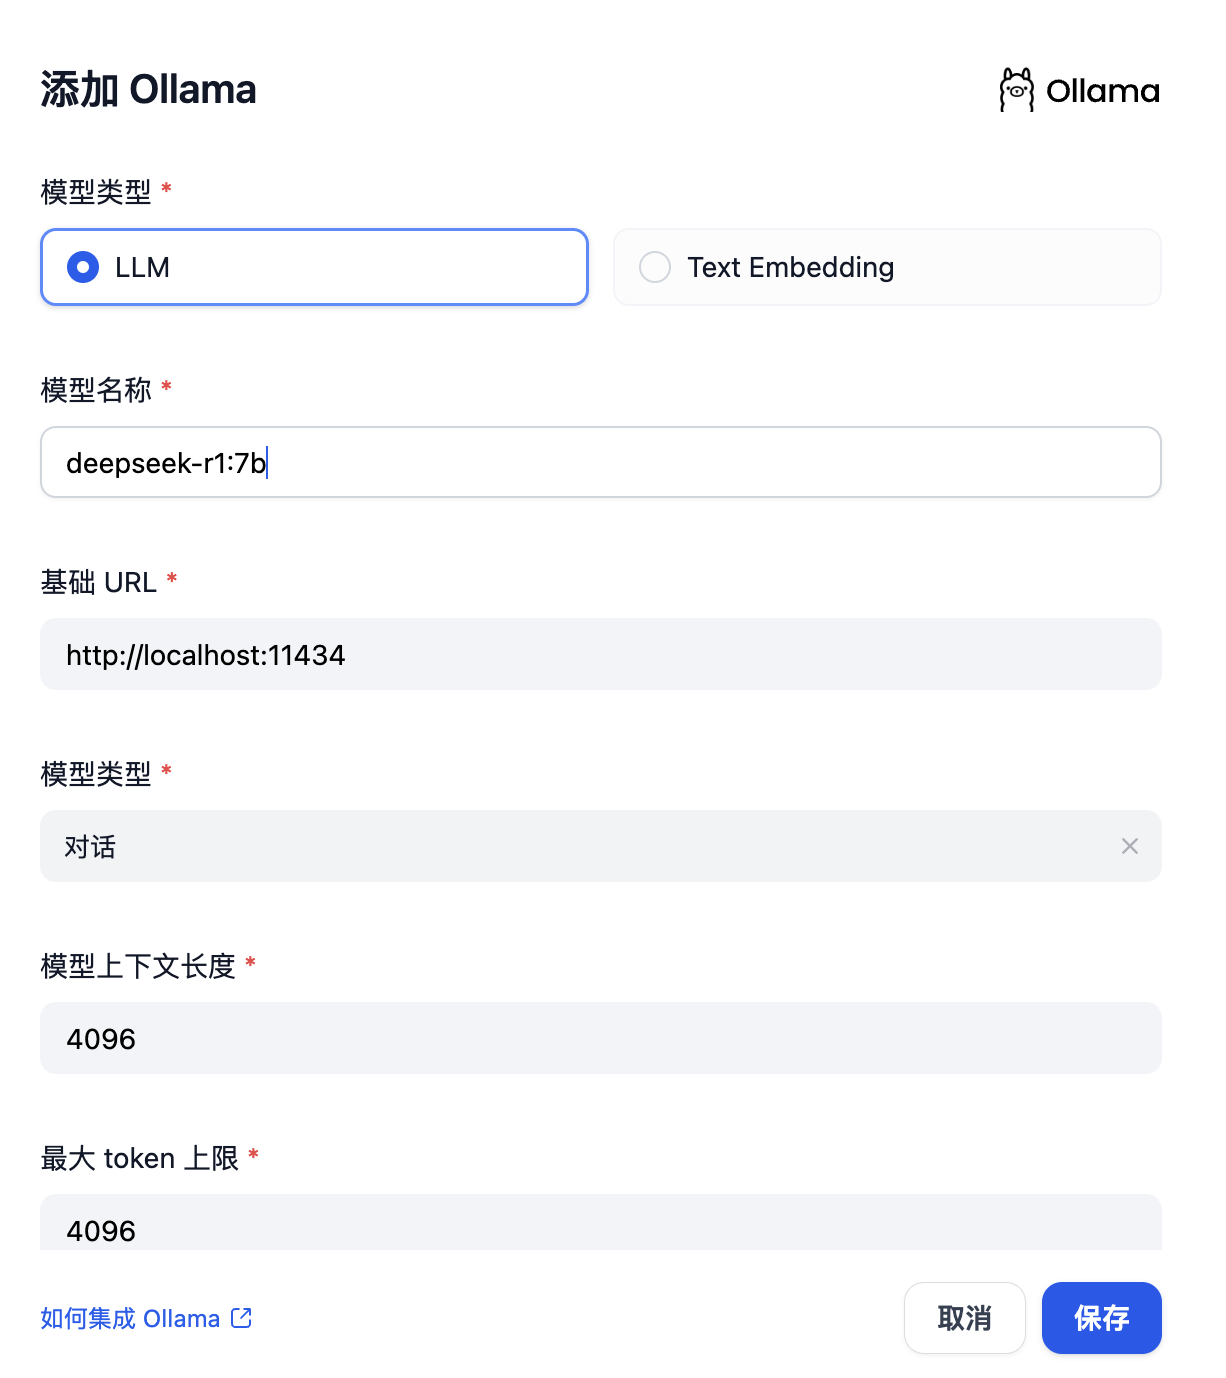 添加 Ollama
Ollama
模型类型 *
LLM
Text Embedding
模型名称 *
deepseek-r1:7b
基础 URL *
http://localhost:11434
模型类型 *
对话
模型上下文长度 *
4096
最大 token 上限 *
4096
如何集成 Ollama
取消
保存